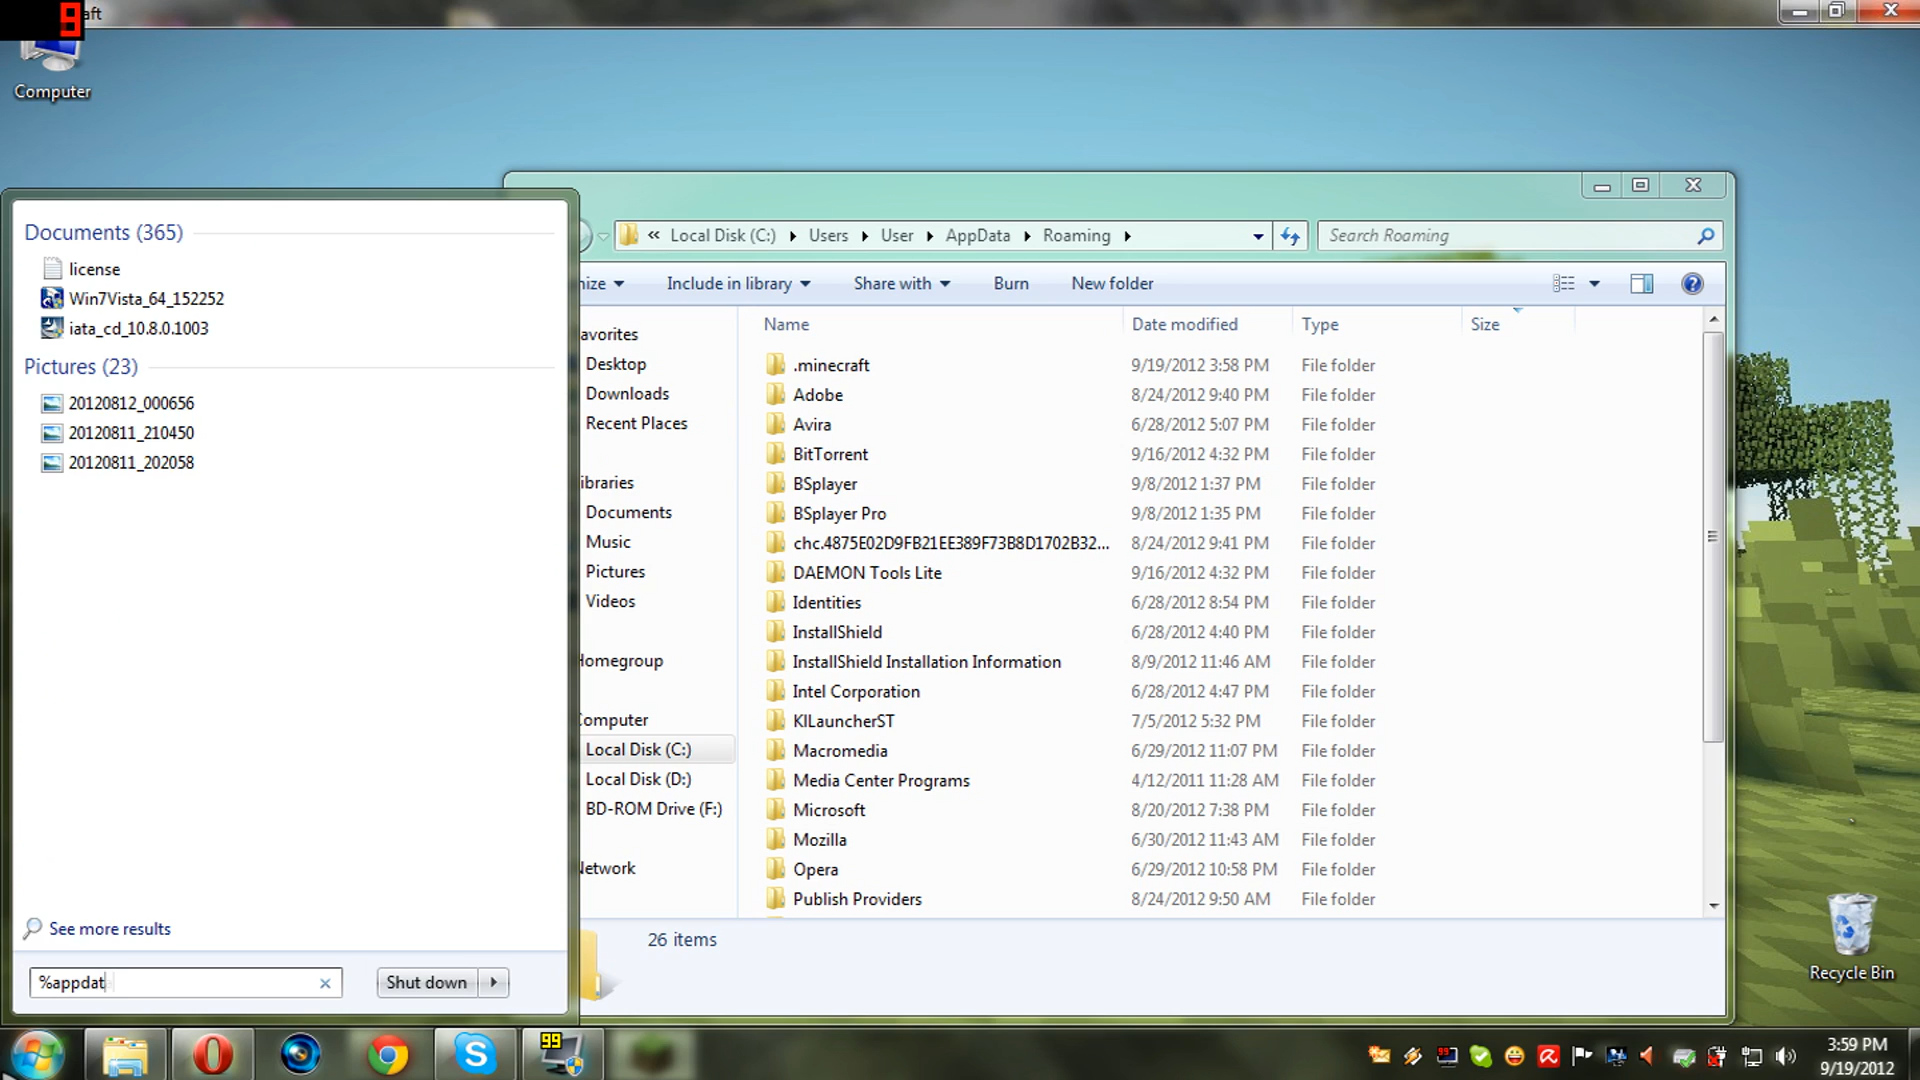 9
aft
Computer
Documents (365)
license
Win7Vista_64_152252
iata_cd_10.8.0.1003
Pictures (23)
20120812_000656
20120811_210450
20120811_202058
See more results
%appdat
Shut down
« Local Disk (C:) Users User AppData Roaming
Search Roaming
nize Include in library Share with Burn New folder
avorites
Desktop
Downloads
Recent Places
ibraries
Documents
Music
Pictures
Videos
Homegroup
Computer
Local Disk (C:)
Local Disk (D:)
BD-ROM Drive (F:)
Network
Name Date modified Type Size
.minecraft 9/19/2012 3:58 PM File folder
Adobe 8/24/2012 9:40 PM File folder
Avira 6/28/2012 5:07 PM File folder
BitTorrent 9/16/2012 4:32 PM File folder
BSplayer 9/8/2012 1:37 PM File folder
BSplayer Pro 9/8/2012 1:35 PM File folder
chc.4875E02D9FB21EE389F73B8D1702B32... 8/24/2012 9:41 PM File folder
DAEMON Tools Lite 9/16/2012 4:32 PM File folder
Identities 6/28/2012 8:54 PM File folder
InstallShield 6/28/2012 4:40 PM File folder
InstallShield Installation Information 8/9/2012 11:46 AM File folder
Intel Corporation 6/28/2012 4:47 PM File folder
KILauncherST 7/5/2012 5:32 PM File folder
Macromedia 6/29/2012 11:07 PM File folder
Media Center Programs 4/12/2011 11:28 AM File folder
Microsoft 8/20/2012 7:38 PM File folder
Mozilla 6/30/2012 11:43 AM File folder
Opera 6/29/2012 10:58 PM File folder
Publish Providers 8/24/2012 9:50 AM File folder
26 items
Recycle Bin
99
3:59 PM
9/19/2012